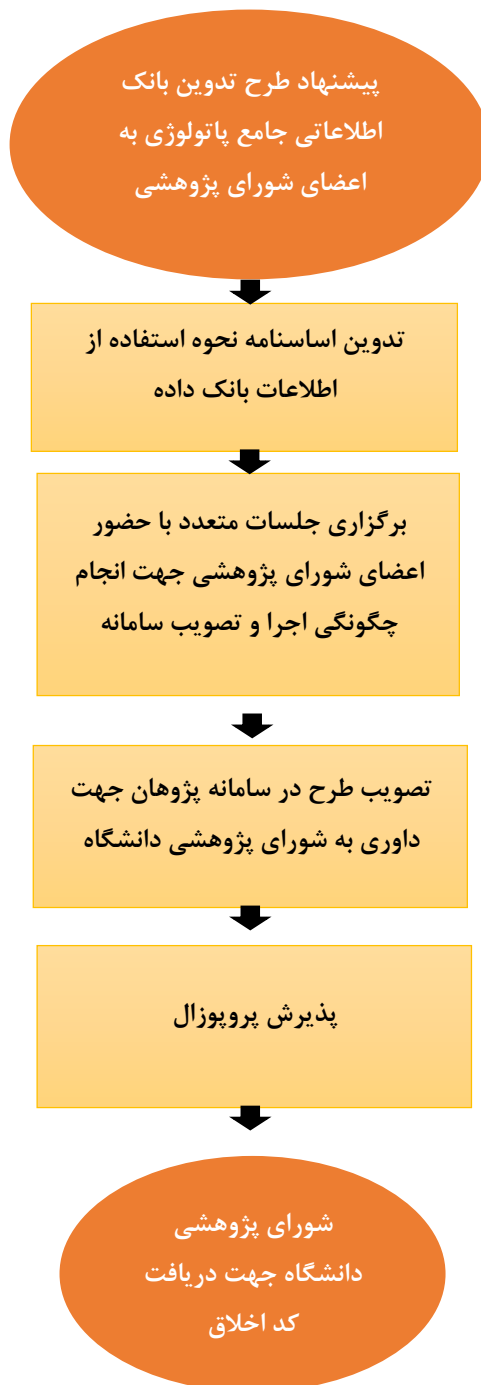 پیشنهاد طرح تدوین بانک
اطلاعاتی جامع پاتولوژی به
اعضای شورای پژوهشی
تدوین اساسنامه نحوه استفاده از
اطلاعات بانک داده
برگزاری جلسات متعدد با حضور
اعضای شورای پژوهشی جهت انجام
چگونگی اجرا و تصویب سامانه
تصویب طرح در سامانه پژوهان جهت
داوری به شورای پژوهشی دانشگاه
پذیرش پروپوزال
شورای پژوهشی
دانشگاه جهت دریافت
کد اخلاق